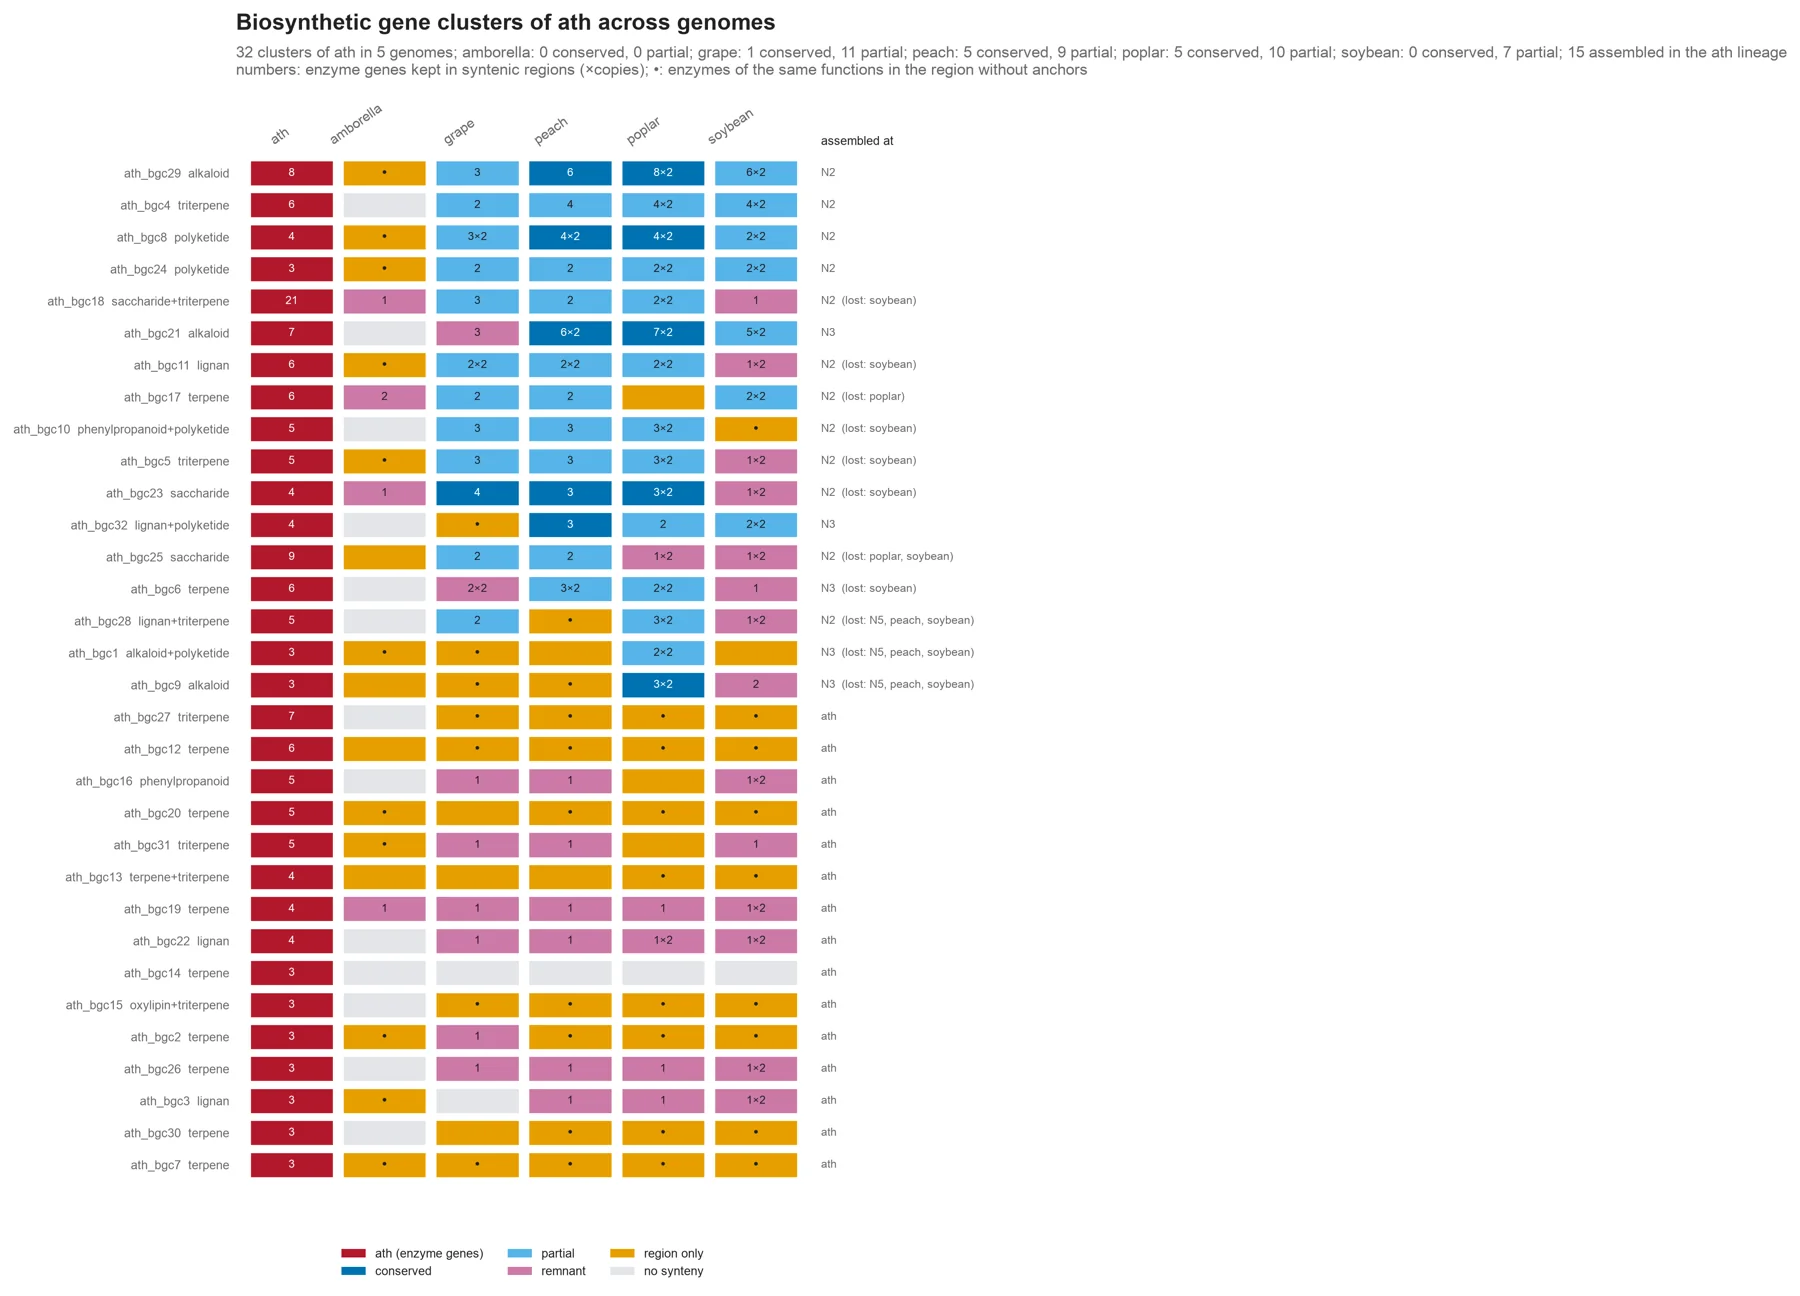 Biosynthetic gene clusters of ath across genomes
32 clusters of ath in 5 genomes; amborella: 0 conserved, 0 partial; grape: 1 conserved, 11 partial; peach: 5 conserved, 9 partial; poplar: 5 conserved, 10 partial; soybean: 0 conserved, 7 partial; 15 assembled in the ath lineage
numbers: enzyme genes kept in syntenic regions (×copies); •: enzymes of the same functions in the region without anchors
ath amborella grape peach poplar soybean assembled at
ath_bgc29 alkaloid 8 • 3 6 8×2 6×2 N2
ath_bgc4 triterpene 6 2 4 4×2 4×2 N2
ath_bgc8 polyketide 4 • 3×2 4×2 4×2 2×2 N2
ath_bgc24 polyketide 3 • 2 2 2×2 2×2 N2
ath_bgc18 saccharide+triterpene 21 1 3 2 2×2 1 N2 (lost: soybean)
ath_bgc21 alkaloid 7 3 6×2 7×2 5×2 N3
ath_bgc11 lignan 6 • 2×2 2×2 2×2 1×2 N2 (lost: soybean)
ath_bgc17 terpene 6 2 2 2 2×2 N2 (lost: poplar)
ath_bgc10 phenylpropanoid+polyketide 5 3 3 3×2 • N2 (lost: soybean)
ath_bgc5 triterpene 5 • 3 3 3×2 1×2 N2 (lost: soybean)
ath_bgc23 saccharide 4 1 4 3 3×2 1×2 N2 (lost: soybean)
ath_bgc32 lignan+polyketide 4 • 3 2 2×2 N3
ath_bgc25 saccharide 9 2 2 1×2 1×2 N2 (lost: poplar, soybean)
ath_bgc6 terpene 6 2×2 3×2 2×2 1 N3 (lost: soybean)
ath_bgc28 lignan+triterpene 5 2 • 3×2 1×2 N2 (lost: N5, peach, soybean)
ath_bgc1 alkaloid+polyketide 3 • • 2×2 N3 (lost: N5, peach, soybean)
ath_bgc9 alkaloid 3 • • 3×2 2 N3 (lost: N5, peach, soybean)
ath_bgc27 triterpene 7 • • • • ath
ath_bgc12 terpene 6 • • • • ath
ath_bgc16 phenylpropanoid 5 1 1 1×2 ath
ath_bgc20 terpene 5 • • • • ath
ath_bgc31 triterpene 5 • 1 1 1 ath
ath_bgc13 terpene+triterpene 4 • • ath
ath_bgc19 terpene 4 1 1 1 1 1×2 ath
ath_bgc22 lignan 4 1 1 1×2 1×2 ath
ath_bgc14 terpene 3 ath
ath_bgc15 oxylipin+triterpene 3 • • • • ath
ath_bgc2 terpene 3 • 1 • • • ath
ath_bgc26 terpene 3 1 1 1 1×2 ath
ath_bgc3 lignan 3 • 1 1 1×2 ath
ath_bgc30 terpene 3 • • • ath
ath_bgc7 terpene 3 • • • • • ath
ath (enzyme genes) partial region only
conserved remnant no synteny